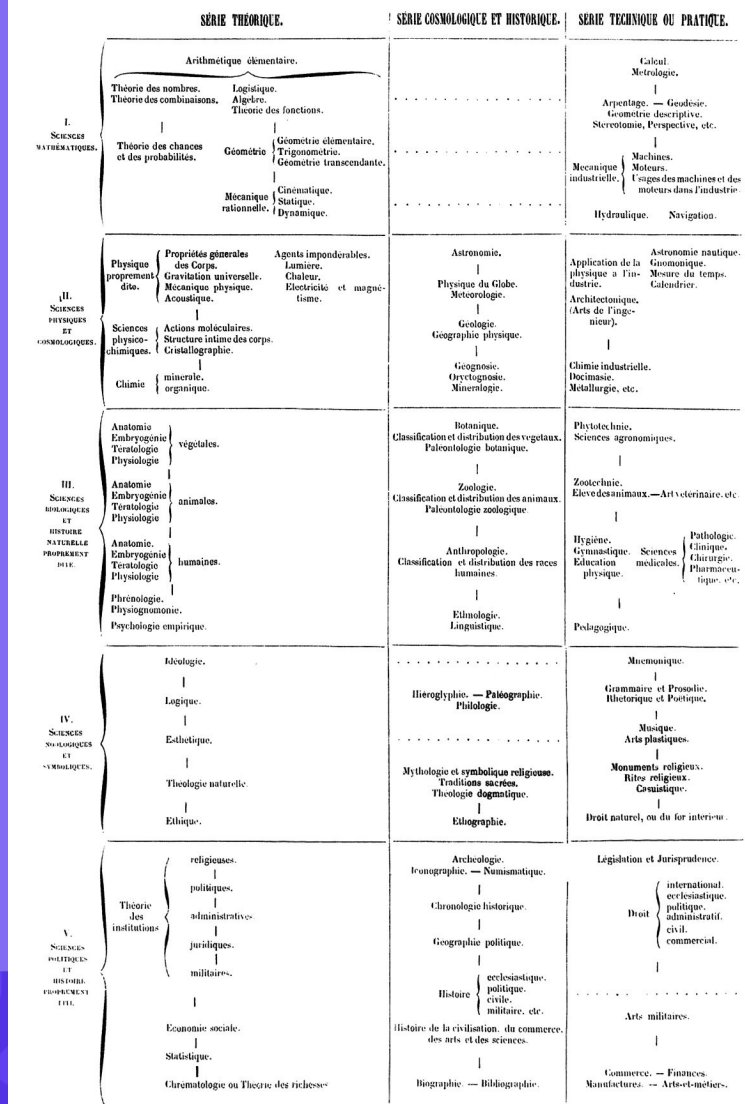 SÉRIE THÉORIQUE.
SÉRIE COSMOLOGIQUE ET HISTORIQUE.
SÉRIE TECHNIQUE OU PRATIQUE.
I.
SCIENCES
MATHÉMATIQUES.
Arithmétique élémentaire.
Théorie des nombres.
Théorie des combinaisons.
Logistique.
Algèbre.
Théorie des fonctions.
Théorie des chances
et des probabilités.
Géométrie
Géométrie élémentaire.
Trigonométrie.
Géométrie transcendante.
Mécanique
rationnelle.
Cinématique.
Statique.
Dynamique.
Calcul.
Métrologie.
Arpentage. — Géodésie.
Géométrie descriptive.
Stéréotomie, Perspective, etc.
Mécanique
industrielle.
Machines.
Moteurs.
Usages des machines et des
moteurs dans l'industrie.
Hydraulique. Navigation.
II.
SCIENCES
PHYSIQUES
ET
COSMOLOGIQUES.
Physique
proprement
dite.
Propriétés générales
des Corps.
Gravitation universelle.
Mécanique physique.
Acoustique.
Agents impondérables.
Lumière.
Chaleur.
Electricité et magné-
tisme.
Sciences
physico-
chimiques.
Actions moléculaires.
Structure intime des corps.
Cristallographie.
Chimie
minérale.
organique.
Astronomie.
Physique du Globe.
Météorologie.
Géologie.
Géographie physique.
Géognosie.
Oryctognosie.
Minéralogie.
Application de la
physique a l'in-
dustrie.
Architectonique.
(Arts de l'inge-
nieur).
Astronomie nautique.
Gnomonique.
Mesure du temps.
Calendrier.
Chimie industrielle.
Docimasie.
Métallurgie, etc.
III.
SCIENCES
BIOLOGIQUES
ET
HISTOIRE
NATURELLE
PROPREMENT
DITE.
Anatomie
Embryogénie
Tératologie
Physiologie
végétales.
Anatomie
Embryogénie
Tératologie
Physiologie
animales.
Anatomie.
Embryogénie
Tératologie
Physiologie
humaines.
Phrénologie.
Physiognomonie.
Psychologie empirique.
Botanique.
Classification et distribution des végétaux.
Paléontologie botanique.
Zoologie.
Classification et distribution des animaux.
Paléontologie zoologique.
Anthropologie.
Classification et distribution des races
humaines.
Ethnologie.
Linguistique.
Phytotechnie.
Sciences agronomiques.
Zootechnie.
Elève des animaux.—Art vétérinaire, etc.
Hygiène.
Gymnastique.
Education
physique.
Sciences
médicales.
Pathologie.
Clinique.
Chirurgie.
Pharmaceu-
tique, etc.
Pédagogique.
IV.
SCIENCES
NOOLOGIQUES
ET
SYMBOLIQUES.
Idéologie.
Logique.
Esthétique.
Théologie naturelle.
Ethique.
Hiéroglyphie. — Paléographie.
Philologie.
Mythologie et symbolique religieuse.
Traditions sacrées.
Théologie dogmatique.
Ethographie.
Mnémonique.
Grammaire et Prosodie.
Rhétorique et Poétique.
Musique.
Arts plastiques.
Monuments religieux.
Rites religieux.
Casuistique.
Droit naturel, ou du for intérieur.
V.
SCIENCES
POLITIQUES
ET
HISTOIRE
PROPREMENT
DITE.
Théorie
des
institutions
religieuses.
politiques.
administratives.
juridiques.
militaires.
Economie sociale.
Statistique.
Chrématologie ou Théorie des richesses
Archéologie.
Iconographie. — Numismatique.
Chronologie historique.
Géographie politique.
Histoire
ecclésiastique.
politique.
civile.
militaire, etc.
Histoire de la civilisation, du commerce,
des arts et des sciences.
Biographie. — Bibliographie.
Législation et Jurisprudence.
Droit
international.
ecclésiastique.
politique.
administratif.
civil.
commercial.
Arts militaires.
Commerce. — Finances.
Manufactures. — Arts-et-métiers.